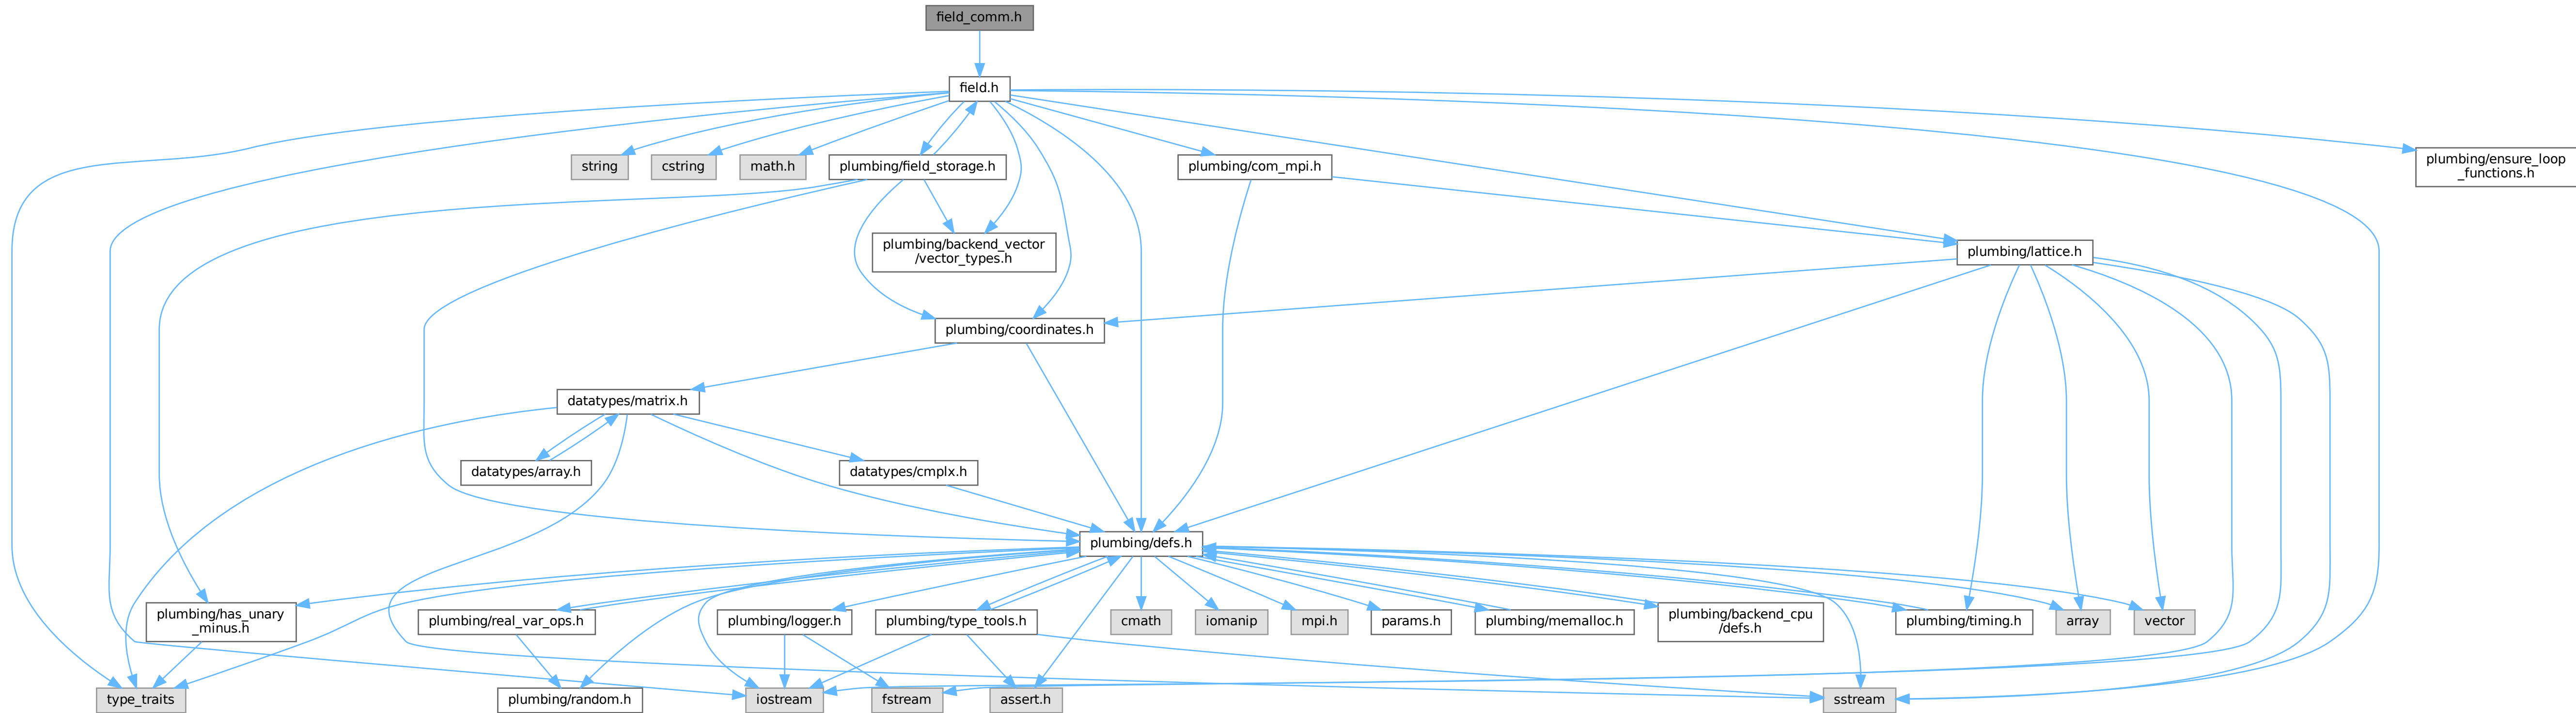 field_comm.h
field.h
string
cstring
math.h
plumbing/field_storage.h
plumbing/com_mpi.h
plumbing/ensure_loop
_functions.h
plumbing/backend_vector
/vector_types.h
plumbing/lattice.h
plumbing/coordinates.h
datatypes/matrix.h
datatypes/array.h
datatypes/cmplx.h
plumbing/defs.h
plumbing/has_unary
_minus.h
plumbing/real_var_ops.h
plumbing/logger.h
plumbing/type_tools.h
cmath
iomanip
mpi.h
params.h
plumbing/memalloc.h
plumbing/backend_cpu
/defs.h
plumbing/timing.h
array
vector
type_traits
plumbing/random.h
iostream
fstream
assert.h
sstream